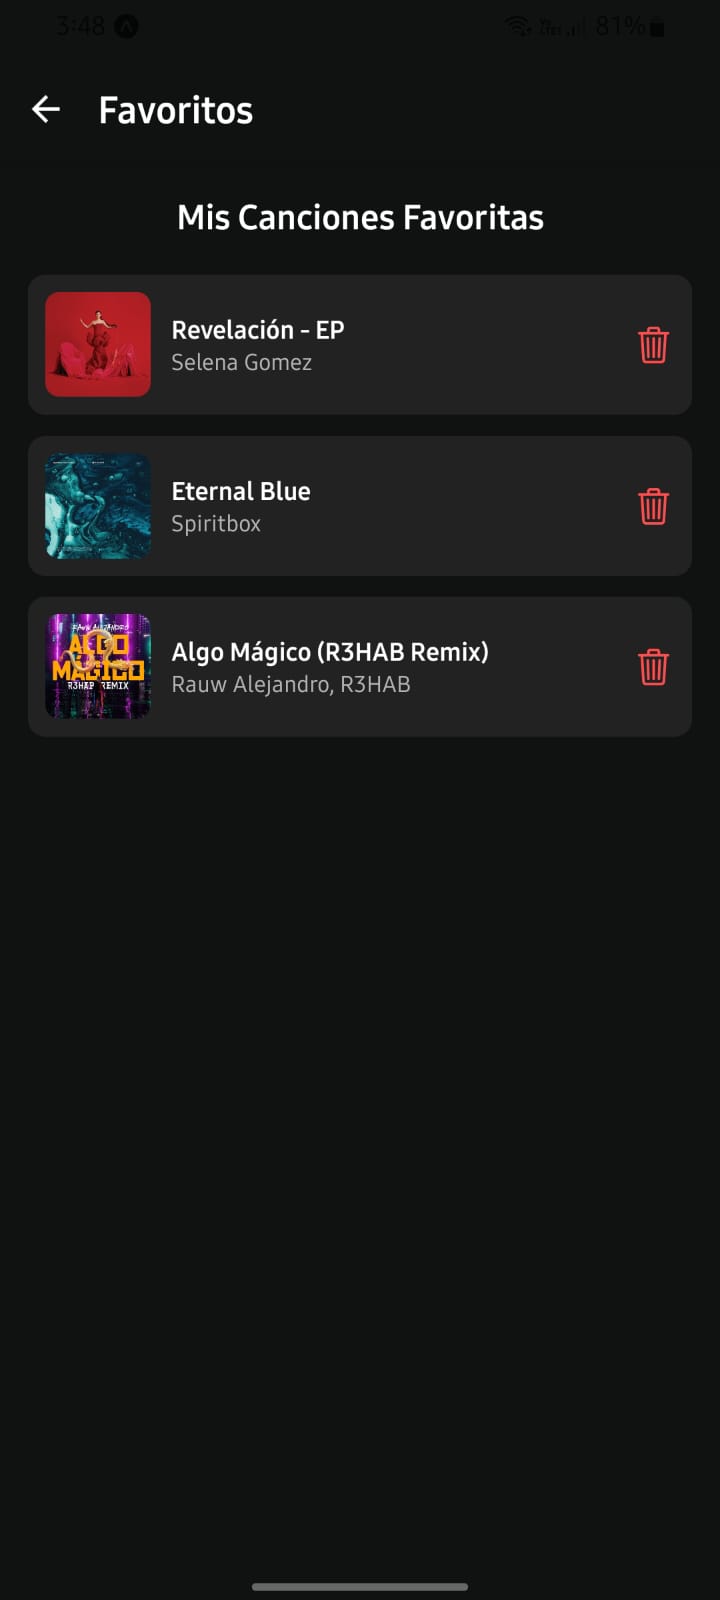 3:48
81%
Favoritos
Mis Canciones Favoritas
Revelación - EP
Selena Gomez
Eternal Blue
Spiritbox
RAUW ALEJANDRO
ALGO
MÁGICO
R3HAB REMIX
Algo Mágico (R3HAB Remix)
Rauw Alejandro, R3HAB